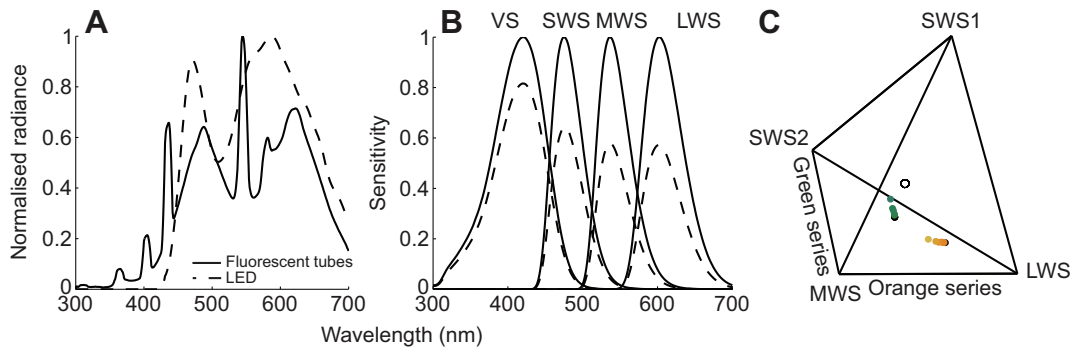 A
Normalised radiance
1
0.8
0.6
0.4
0.2
0
300
400
500
600
700
Fluorescent tubes
LED
B
VS
SWS
MWS
LWS
Sensitivity
1
0.8
0.6
0.4
0.2
0
300
400
500
600
700
Wavelength (nm)
C
SWS1
SWS2
Green series
MWS
Orange series
LWS